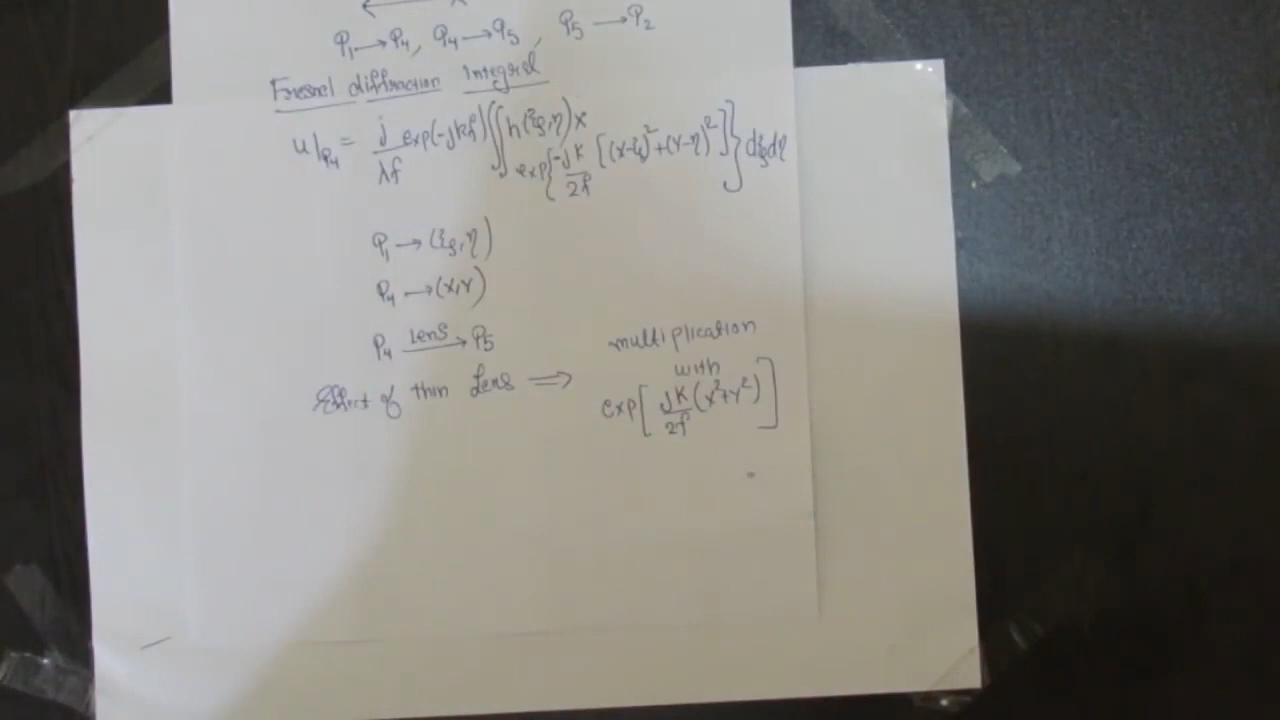 P₁ → P₄, P₄ → P₅, P₅ → P₂
Fresnel diffraction Integral
u|P₄ = j/λf exp(-jkf) ∬ h(ξ,η) ×
exp{-jK/2f [(x-ξ)²+(Y-η)²]} dξdη
P₁ → (ξ,η)
P₄ → (x,Y)
P₄ Lens → P₅
Effect of thin Lens ⟹ multiplication
with
exp[jK/2f (x²+Y²)]